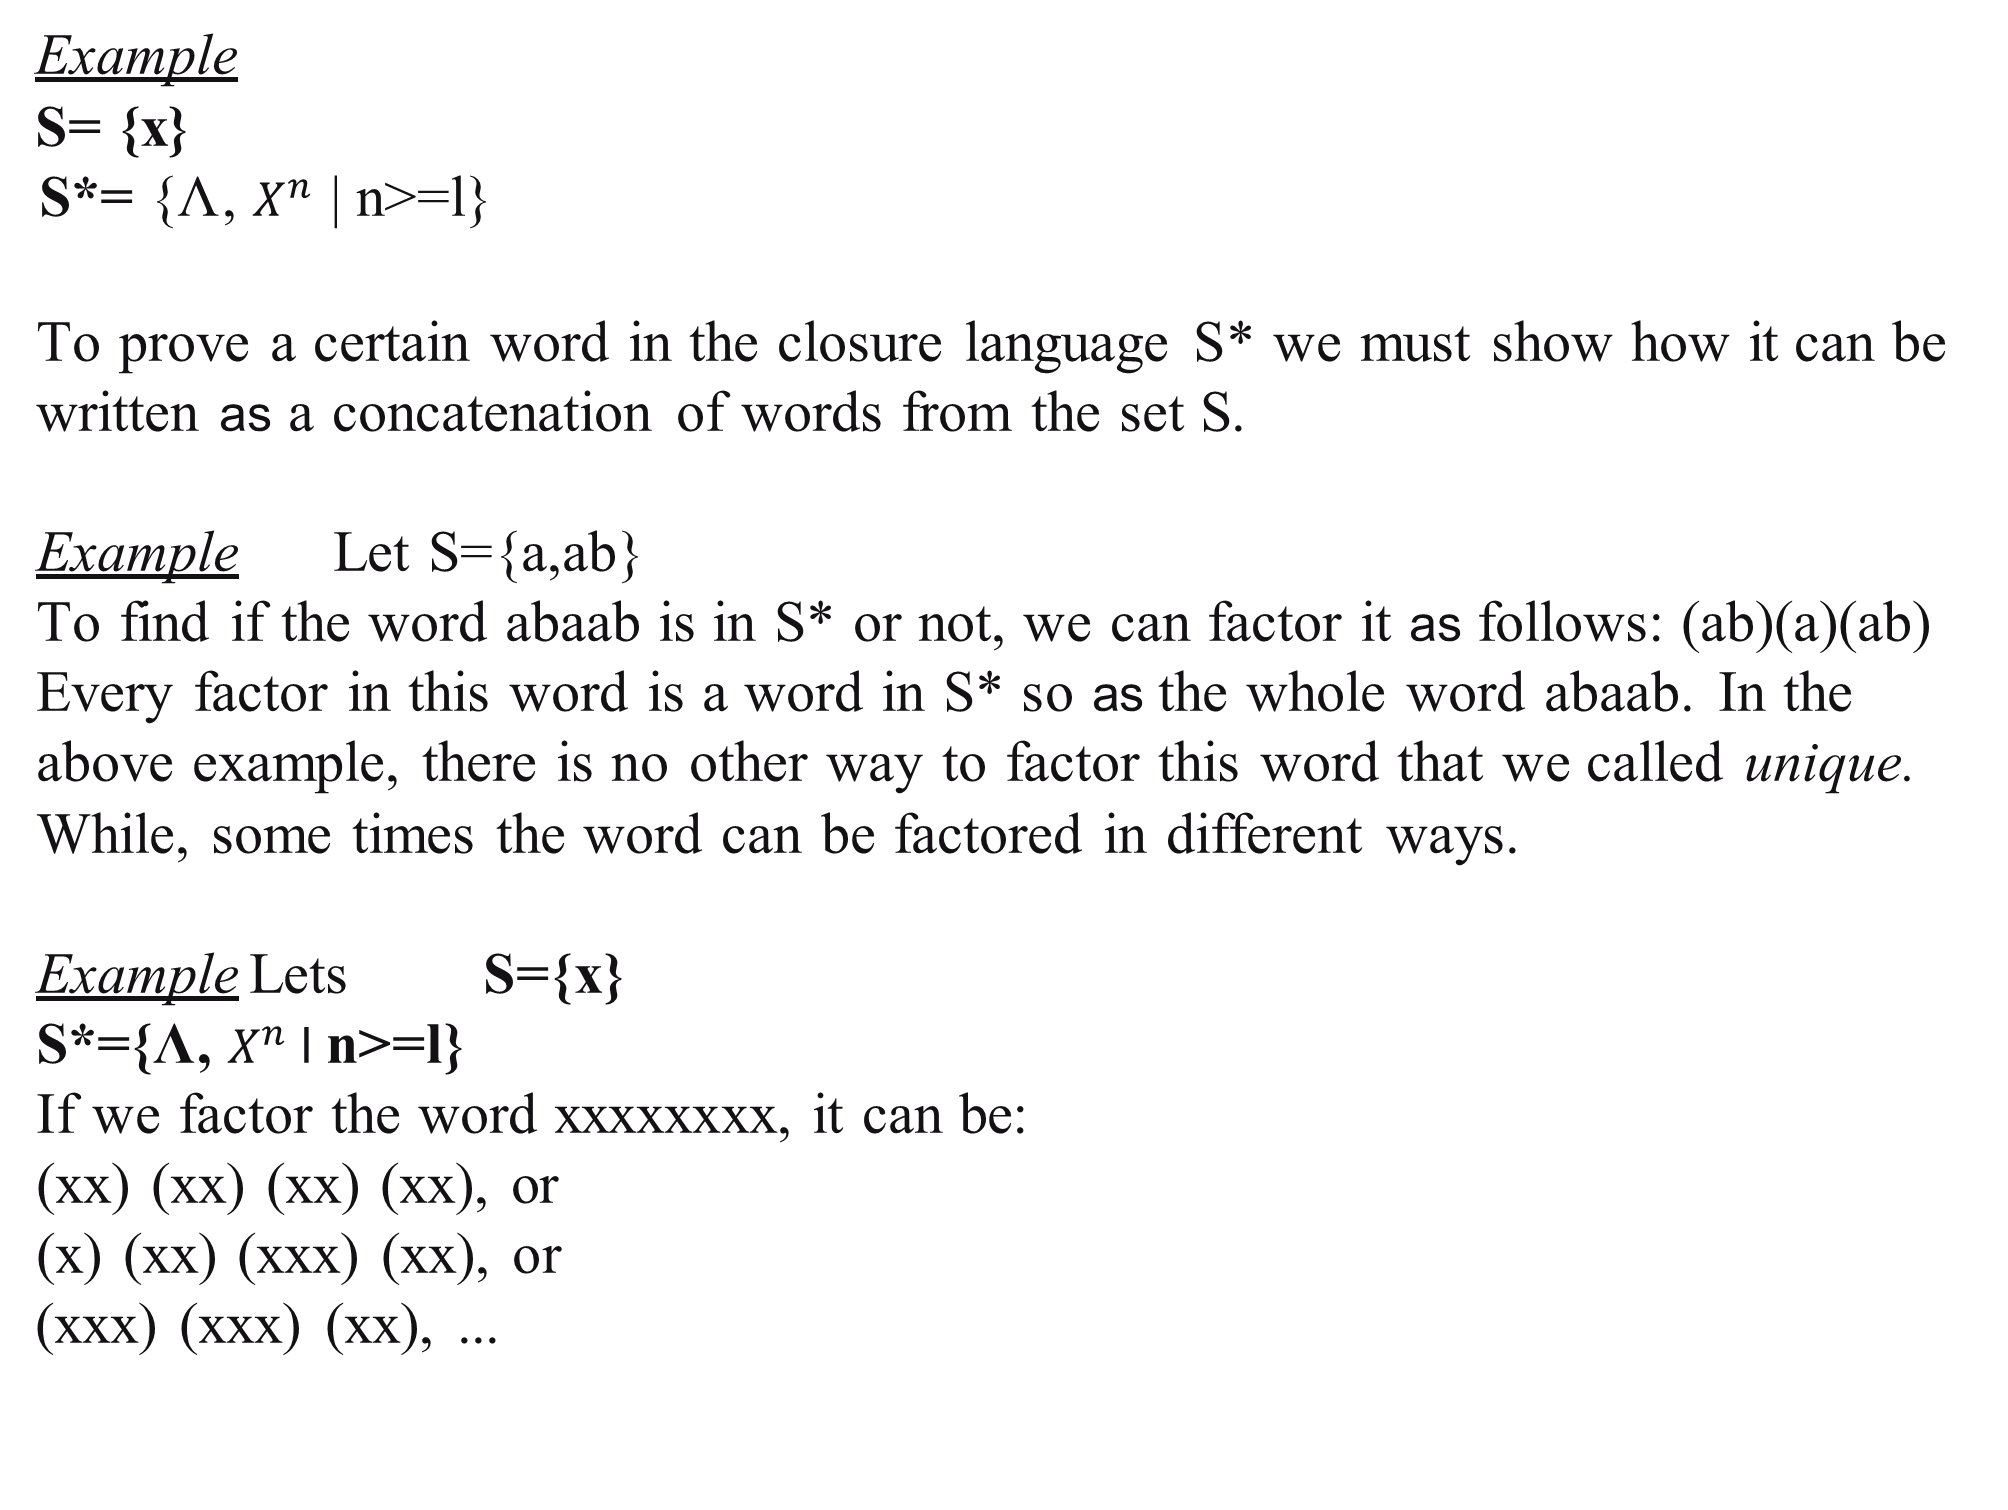 Example
S= {x}
S*= {Λ, Xⁿ | n>=l}
To prove a certain word in the closure language S* we must show how it can be
written as a concatenation of words from the set S.
Example Let S={a,ab}
To find if the word abaab is in S* or not, we can factor it as follows: (ab)(a)(ab)
Every factor in this word is a word in S* so as the whole word abaab. In the
above example, there is no other way to factor this word that we called unique.
While, some times the word can be factored in different ways.
Example Lets S={x}
S*={Λ, Xⁿ | n>=l}
If we factor the word xxxxxxxx, it can be:
(xx) (xx) (xx) (xx), or
(x) (xx) (xxx) (xx), or
(xxx) (xxx) (xx), ...